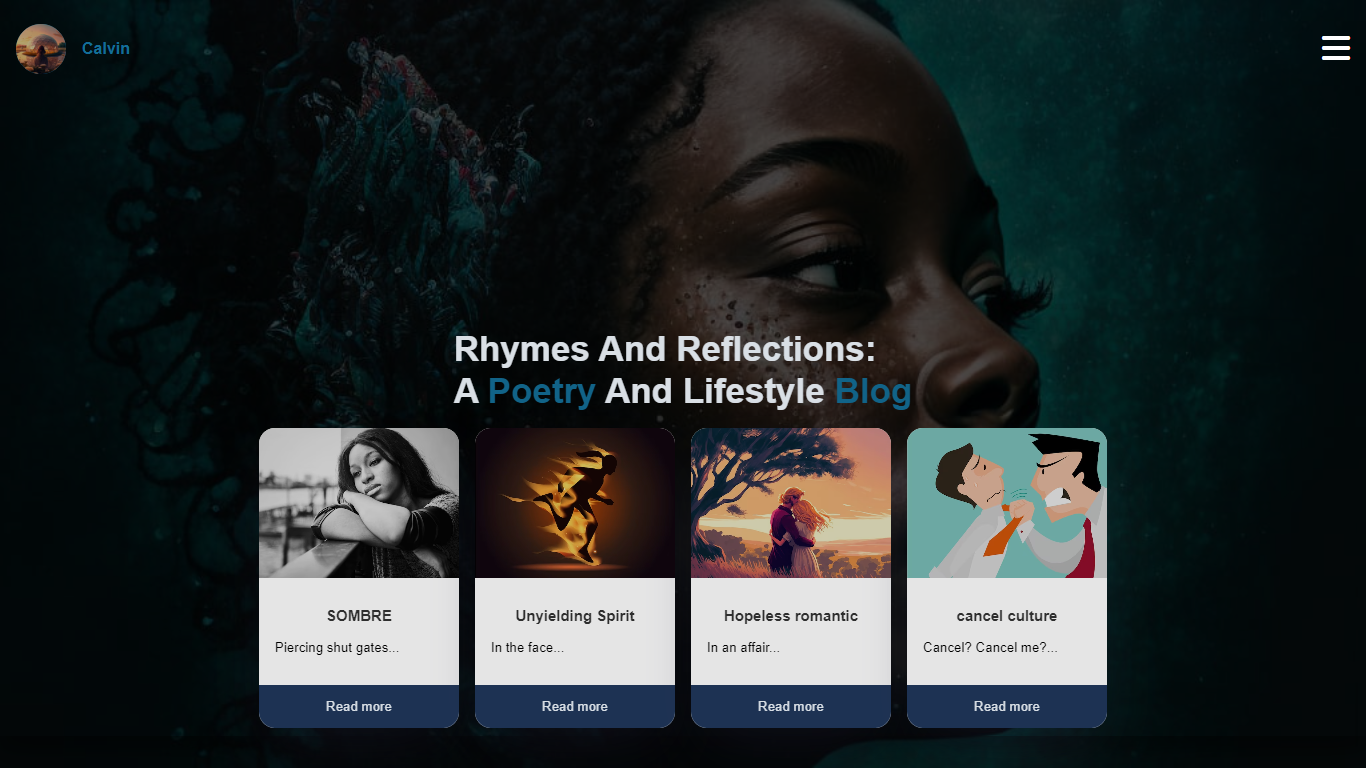 Calvin
Rhymes And Reflections:
A Poetry And Lifestyle Blog
SOMBRE
Piercing shut gates...
Read more
Unyielding Spirit
In the face...
Read more
Hopeless romantic
In an affair...
Read more
cancel culture
Cancel? Cancel me?...
Read more